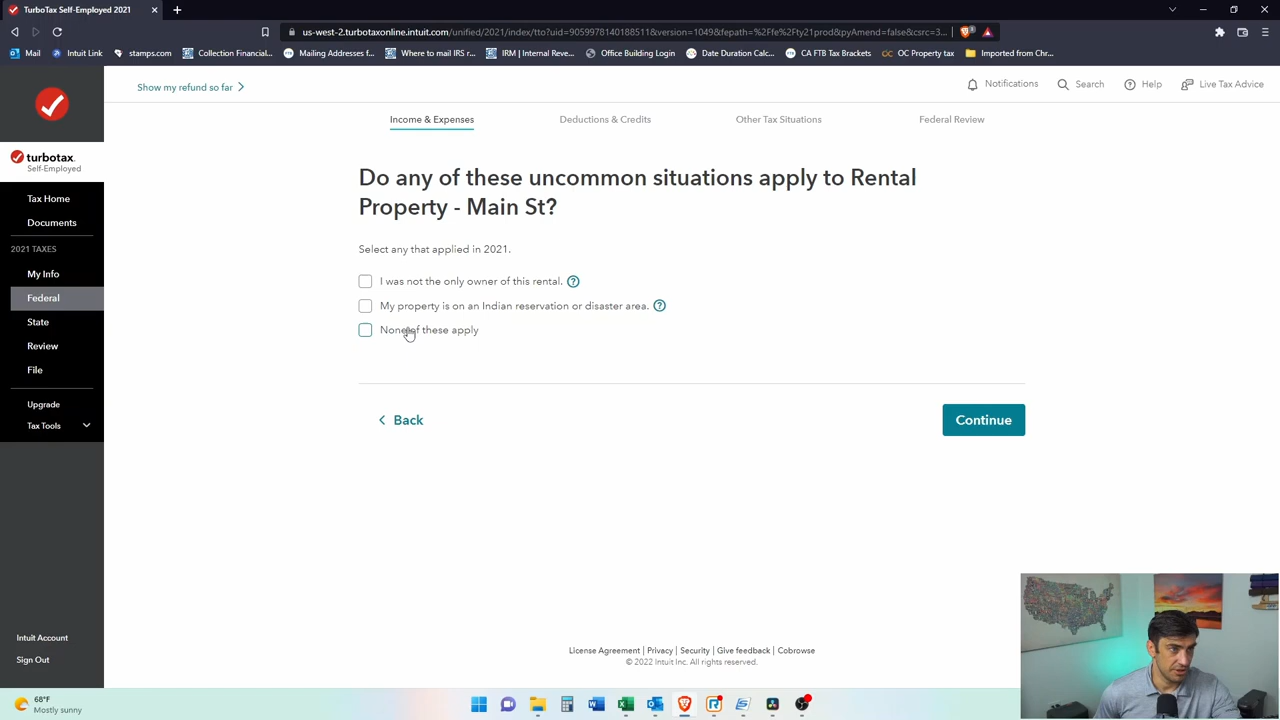 TurboTax Self-Employed 2021
us-west-2.turbotaxonline.intuit.com/unified/2021/index/tto?uid=9059978140188511&version=1049&fepath=%2Ffe%2Fty21prod&pyAmend=false&csrc=3...
Mail
Intuit Link
stamps.com
Collection Financial...
Where to mail IRS r...
IRM | Internal Reve...
Mailing Addresses f...
Office Building Login
Date Duration Calc...
CA FTB Tax Brackets
OC Property tax
Imported from Chr...
Show my refund so far
Notifications
Search
Help
Live Tax Advice
Income & Expenses
Deductions & Credits
Other Tax Situations
Federal Review
turbotax
Self-Employed
Tax Home
Documents
2021 TAXES
My Info
Federal
State
Review
File
Upgrade
Tax Tools
Intuit Account
Sign Out
Do any of these uncommon situations apply to Rental
Property - Main St?
Select any that applied in 2021.
I was not the only owner of this rental.
My property is on an Indian reservation or disaster area.
None of these apply
Back
Continue
License Agreement | Privacy | Security | Give feedback | Cobrowse
© 2022 Intuit Inc. All rights reserved.
68°F
Mostly sunny